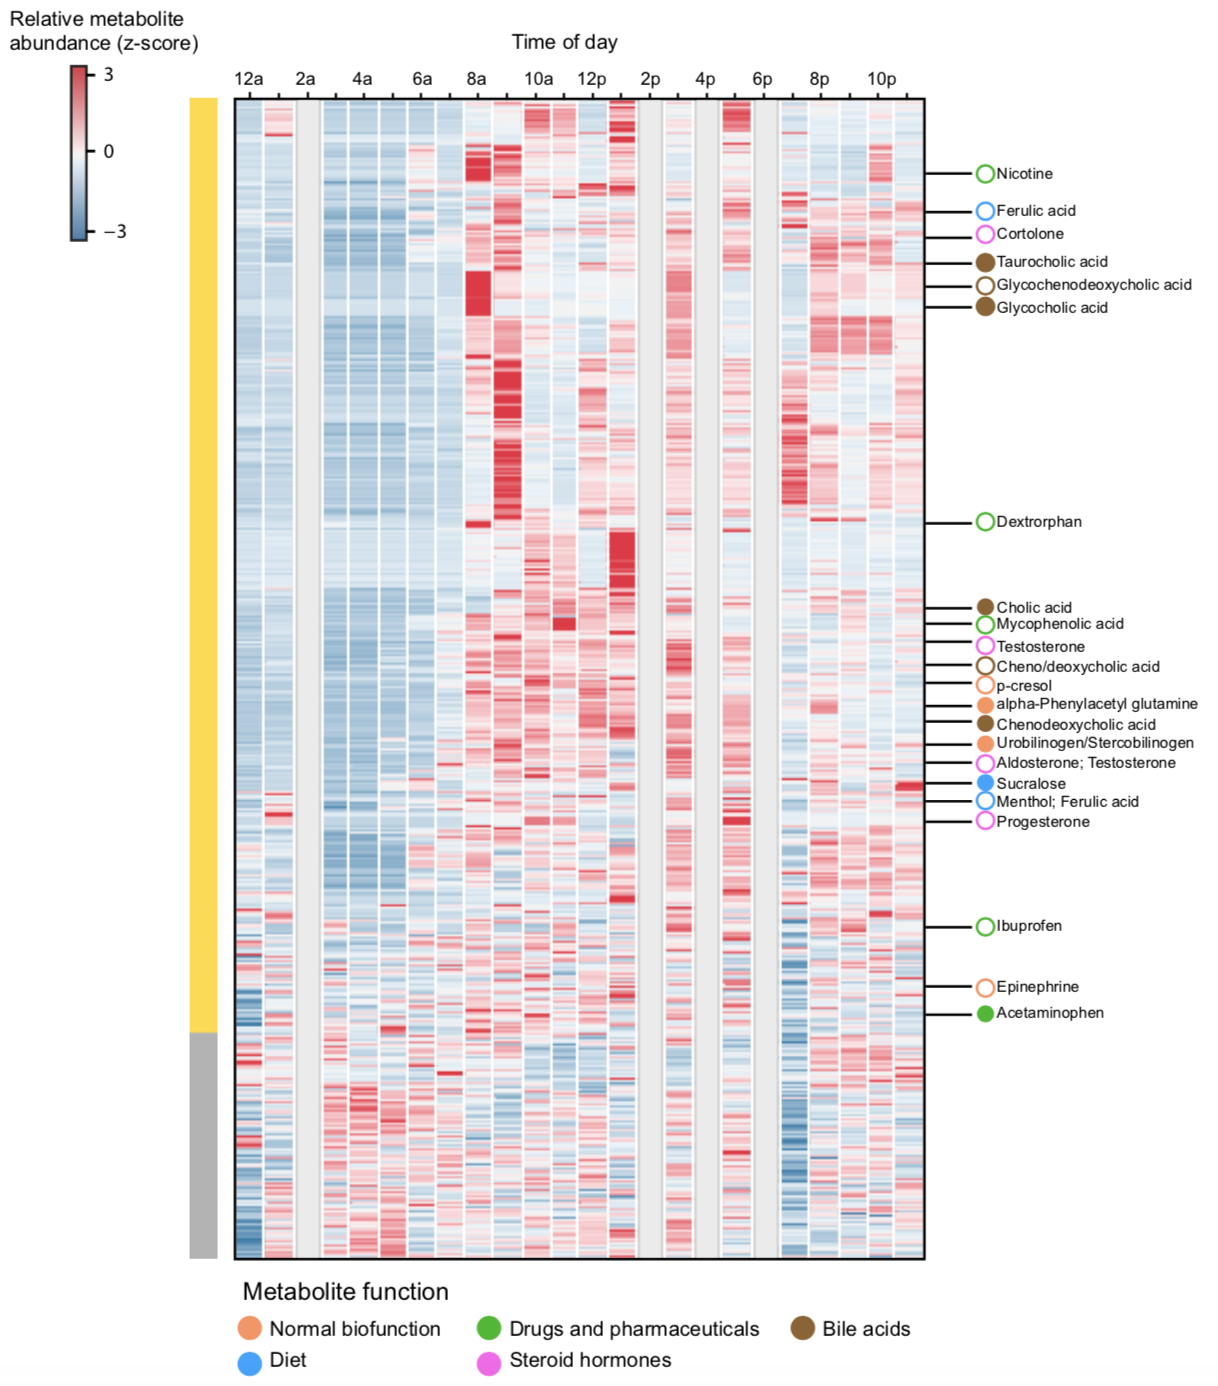 Relative metabolite
abundance (z-score)
3
0
−3
Time of day
12a 2a 4a 6a 8a 10a 12p 2p 4p 6p 8p 10p
Nicotine
Ferulic acid
Cortolone
Taurocholic acid
Glycochenodeoxycholic acid
Glycocholic acid
Dextrorphan
Cholic acid
Mycophenolic acid
Testosterone
Cheno/deoxycholic acid
p-cresol
alpha-Phenylacetyl glutamine
Chenodeoxycholic acid
Urobilinogen/Stercobilinogen
Aldosterone; Testosterone
Sucralose
Menthol; Ferulic acid
Progesterone
Ibuprofen
Epinephrine
Acetaminophen
Metabolite function
Normal biofunction Drugs and pharmaceuticals Bile acids
Diet Steroid hormones